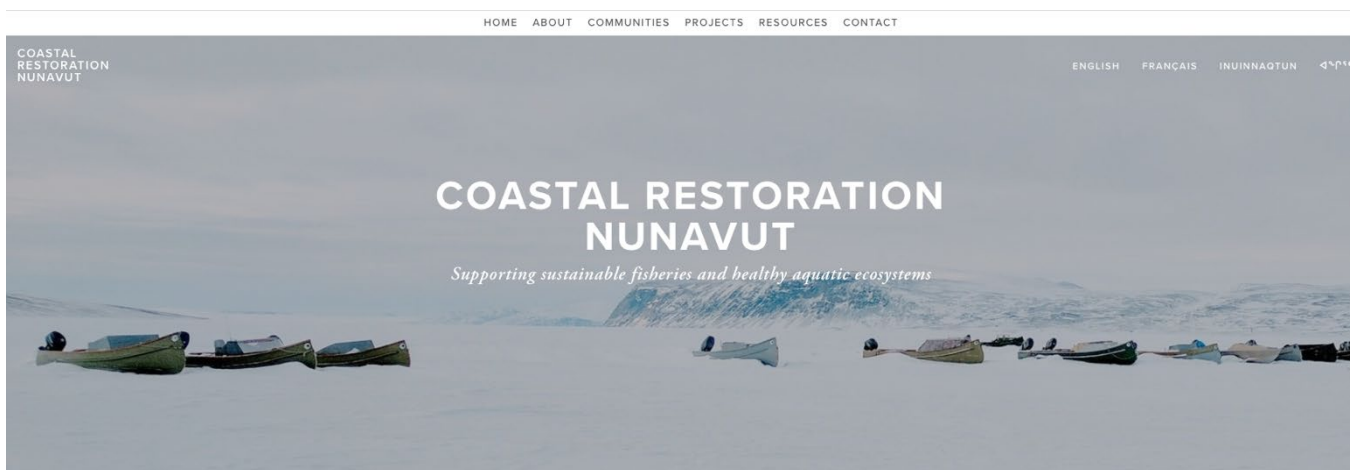 HOME ABOUT COMMUNITIES PROJECTS RESOURCES CONTACT
COASTAL
RESTORATION
NUNAVUT
ENGLISH FRANÇAIS INUINNAQTUN
COASTAL RESTORATION
NUNAVUT
Supporting sustainable fisheries and healthy aquatic ecosystems